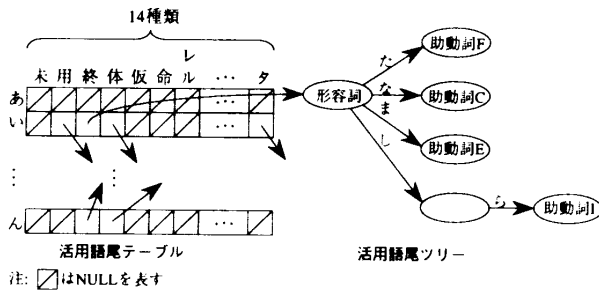 14種類
未 用 終 体 仮 命 レル … タ
あ
い
…
ん
形容詞
た
な
ま
し
ら
助動詞F
助動詞C
助動詞E
助動詞I
活用語尾テーブル
活用語尾ツリー
注: はNULLを表す